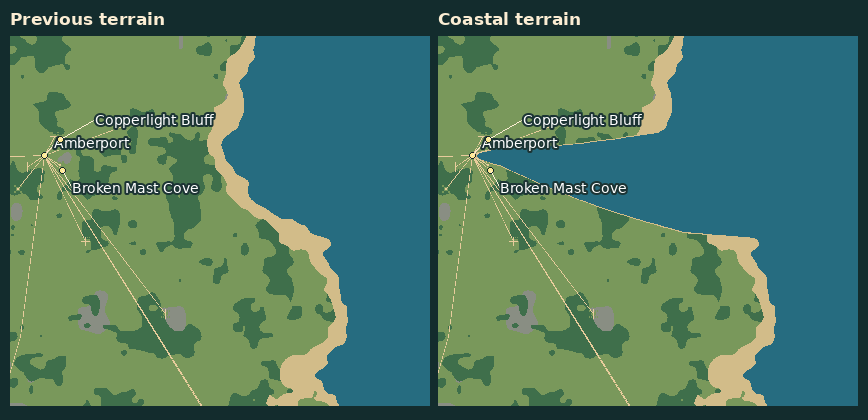 Previous terrain
Copperlight Bluff
Amberport
Broken Mast Cove
Coastal terrain
Copperlight Bluff
Amberport
Broken Mast Cove